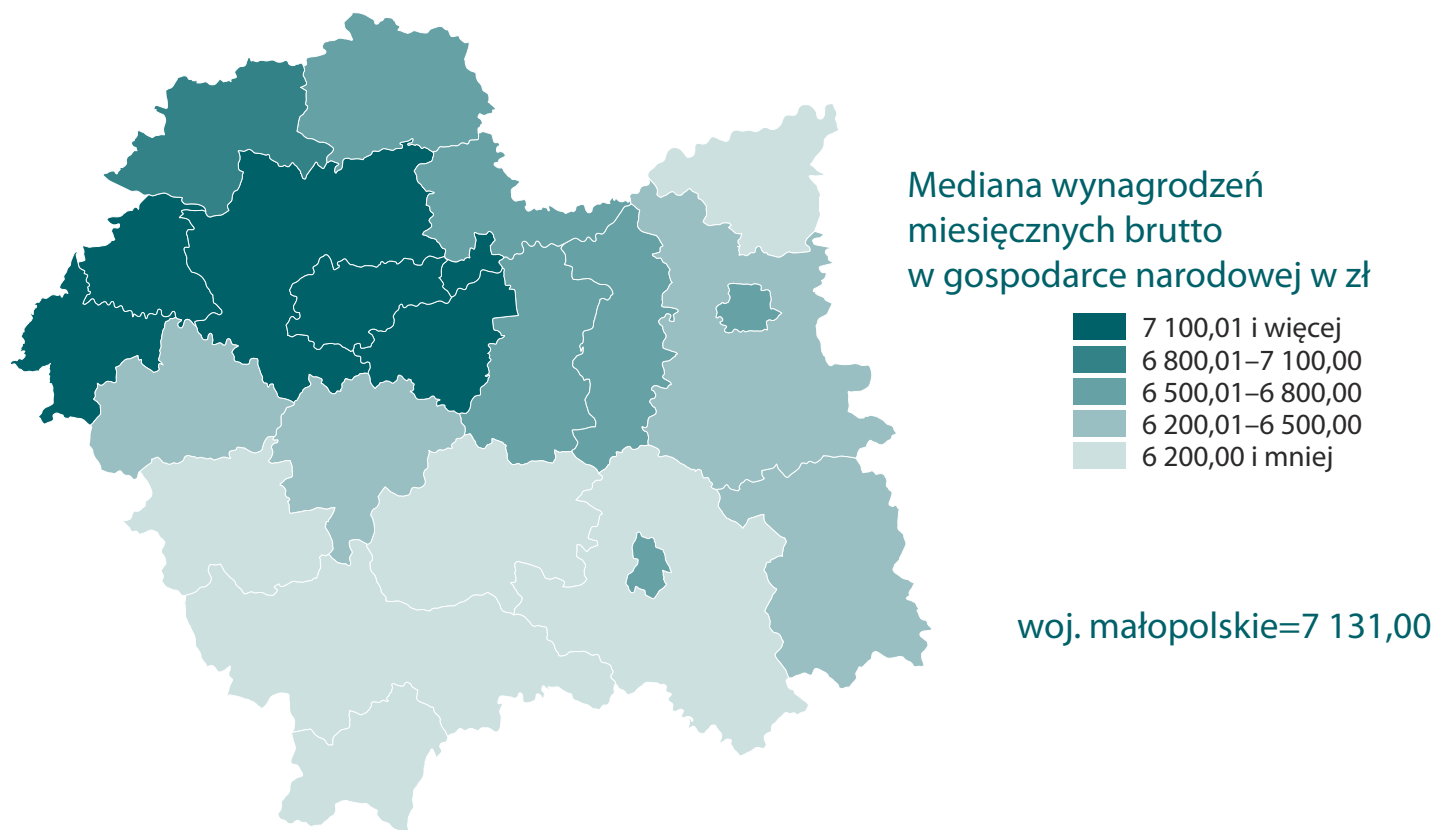 Mediana wynagrodzeń
miesięcznych brutto
w gospodarce narodowej w zł
7 100,01 i więcej
6 800,01–7 100,00
6 500,01–6 800,00
6 200,01–6 500,00
6 200,00 i mniej
woj. małopolskie=7 131,00